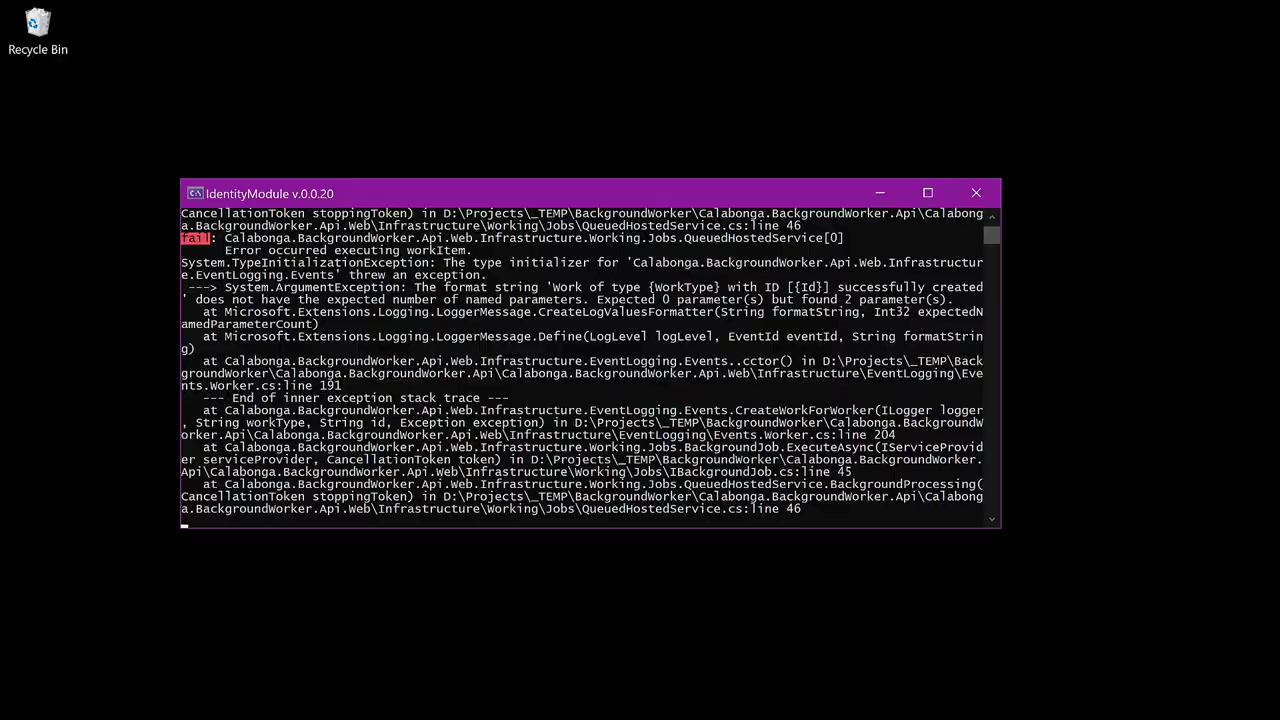 Recycle Bin
IdentityModule v.0.0.20
CancellationToken stoppingToken) in D:\Projects\_TEMP\BackgroundWorker\Calabonga.BackgroundWorker.Api\Calabong
a.BackgroundWorker.Api.Web\Infrastructure\Working\Jobs\QueuedHostedService.cs:line 46
fail: Calabonga.BackgroundWorker.Api.Web.Infrastructure.Working.Jobs.QueuedHostedService[0]
Error occurred executing workItem.
System.TypeInitializationException: The type initializer for 'Calabonga.BackgroundWorker.Api.Web.Infrastructur
e.EventLogging.Events' threw an exception.
---> System.ArgumentException: The format string 'Work of type {WorkType} with ID [{Id}] successfully created
' does not have the expected number of named parameters. Expected 0 parameter(s) but found 2 parameter(s).
at Microsoft.Extensions.Logging.LoggerMessage.CreateLogValuesFormatter(String formatString, Int32 expectedN
amedParameterCount)
at Microsoft.Extensions.Logging.LoggerMessage.Define(LogLevel logLevel, EventId eventId, String formatStrin
g)
at Calabonga.BackgroundWorker.Api.Web.Infrastructure.EventLogging.Events..cctor() in D:\Projects\_TEMP\Back
groundWorker\Calabonga.BackgroundWorker.Api\Calabonga.BackgroundWorker.Api.Web\Infrastructure\EventLogging\Eve
nts.Worker.cs:line 191
--- End of inner exception stack trace ---
at Calabonga.BackgroundWorker.Api.Web.Infrastructure.EventLogging.Events.CreateWorkForWorker(ILogger logger
, String workType, String id, Exception exception) in D:\Projects\_TEMP\BackgroundWorker\Calabonga.BackgroundW
orker.Api\Calabonga.BackgroundWorker.Api.Web\Infrastructure\EventLogging\Events.Worker.cs:line 204
at Calabonga.BackgroundWorker.Api.Web.Infrastructure.Working.Jobs.BackgroundJob.ExecuteAsync(IServiceProvid
er serviceProvider, CancellationToken token) in D:\Projects\_TEMP\BackgroundWorker\Calabonga.BackgroundWorker.
Api\Calabonga.BackgroundWorker.Api.Web\Infrastructure\Working\Jobs\IBackgroundJob.cs:line 45
at Calabonga.BackgroundWorker.Api.Web.Infrastructure.Working.Jobs.QueuedHostedService.BackgroundProcessing(
CancellationToken stoppingToken) in D:\Projects\_TEMP\BackgroundWorker\Calabonga.BackgroundWorker.Api\Calabong
a.BackgroundWorker.Api.Web\Infrastructure\Working\Jobs\QueuedHostedService.cs:line 46